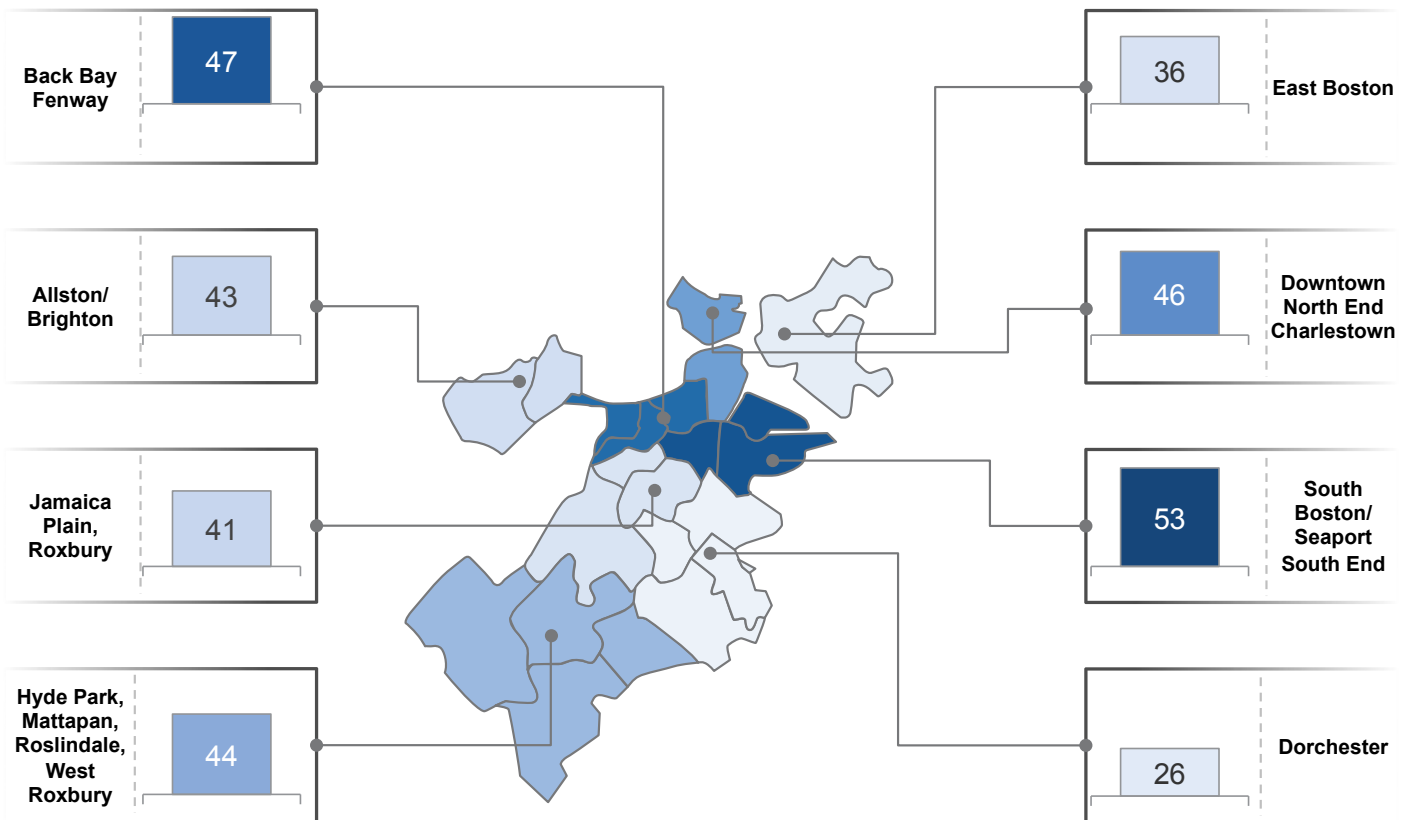 Back Bay
Fenway
47
36
East Boston
Allston/
Brighton
43
46
Downtown
North End
Charlestown
Jamaica
Plain,
Roxbury
41
53
South
Boston/
Seaport
South End
Hyde Park,
Mattapan,
Roslindale,
West
Roxbury
44
26
Dorchester